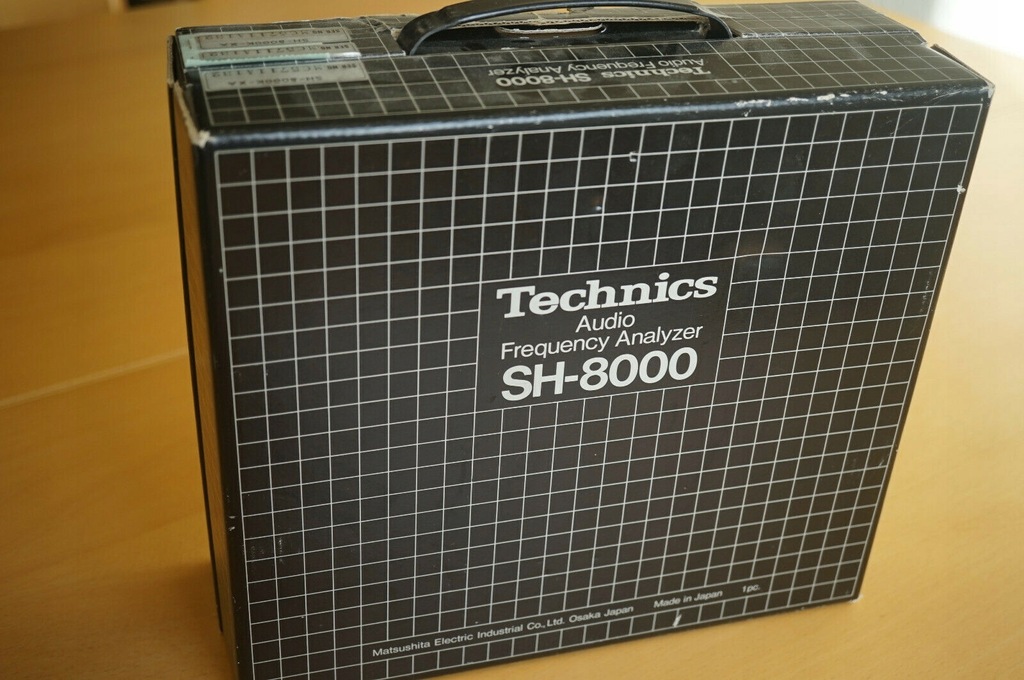 Technics SH-8000
Audio Frequency Analyzer
Technics
Audio
Frequency Analyzer
SH-8000
Matsushita Electric Industrial Co., Ltd. Osaka Japan Made in Japan 1pc.